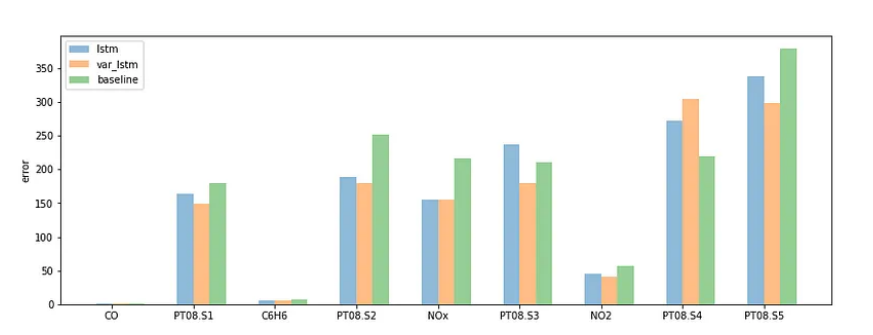 lstm
var_lstm
baseline
error
350
300
250
200
150
100
50
0
CO PT08.S1 C6H6 PT08.S2 NOx PT08.S3 NO2 PT08.S4 PT08.S5